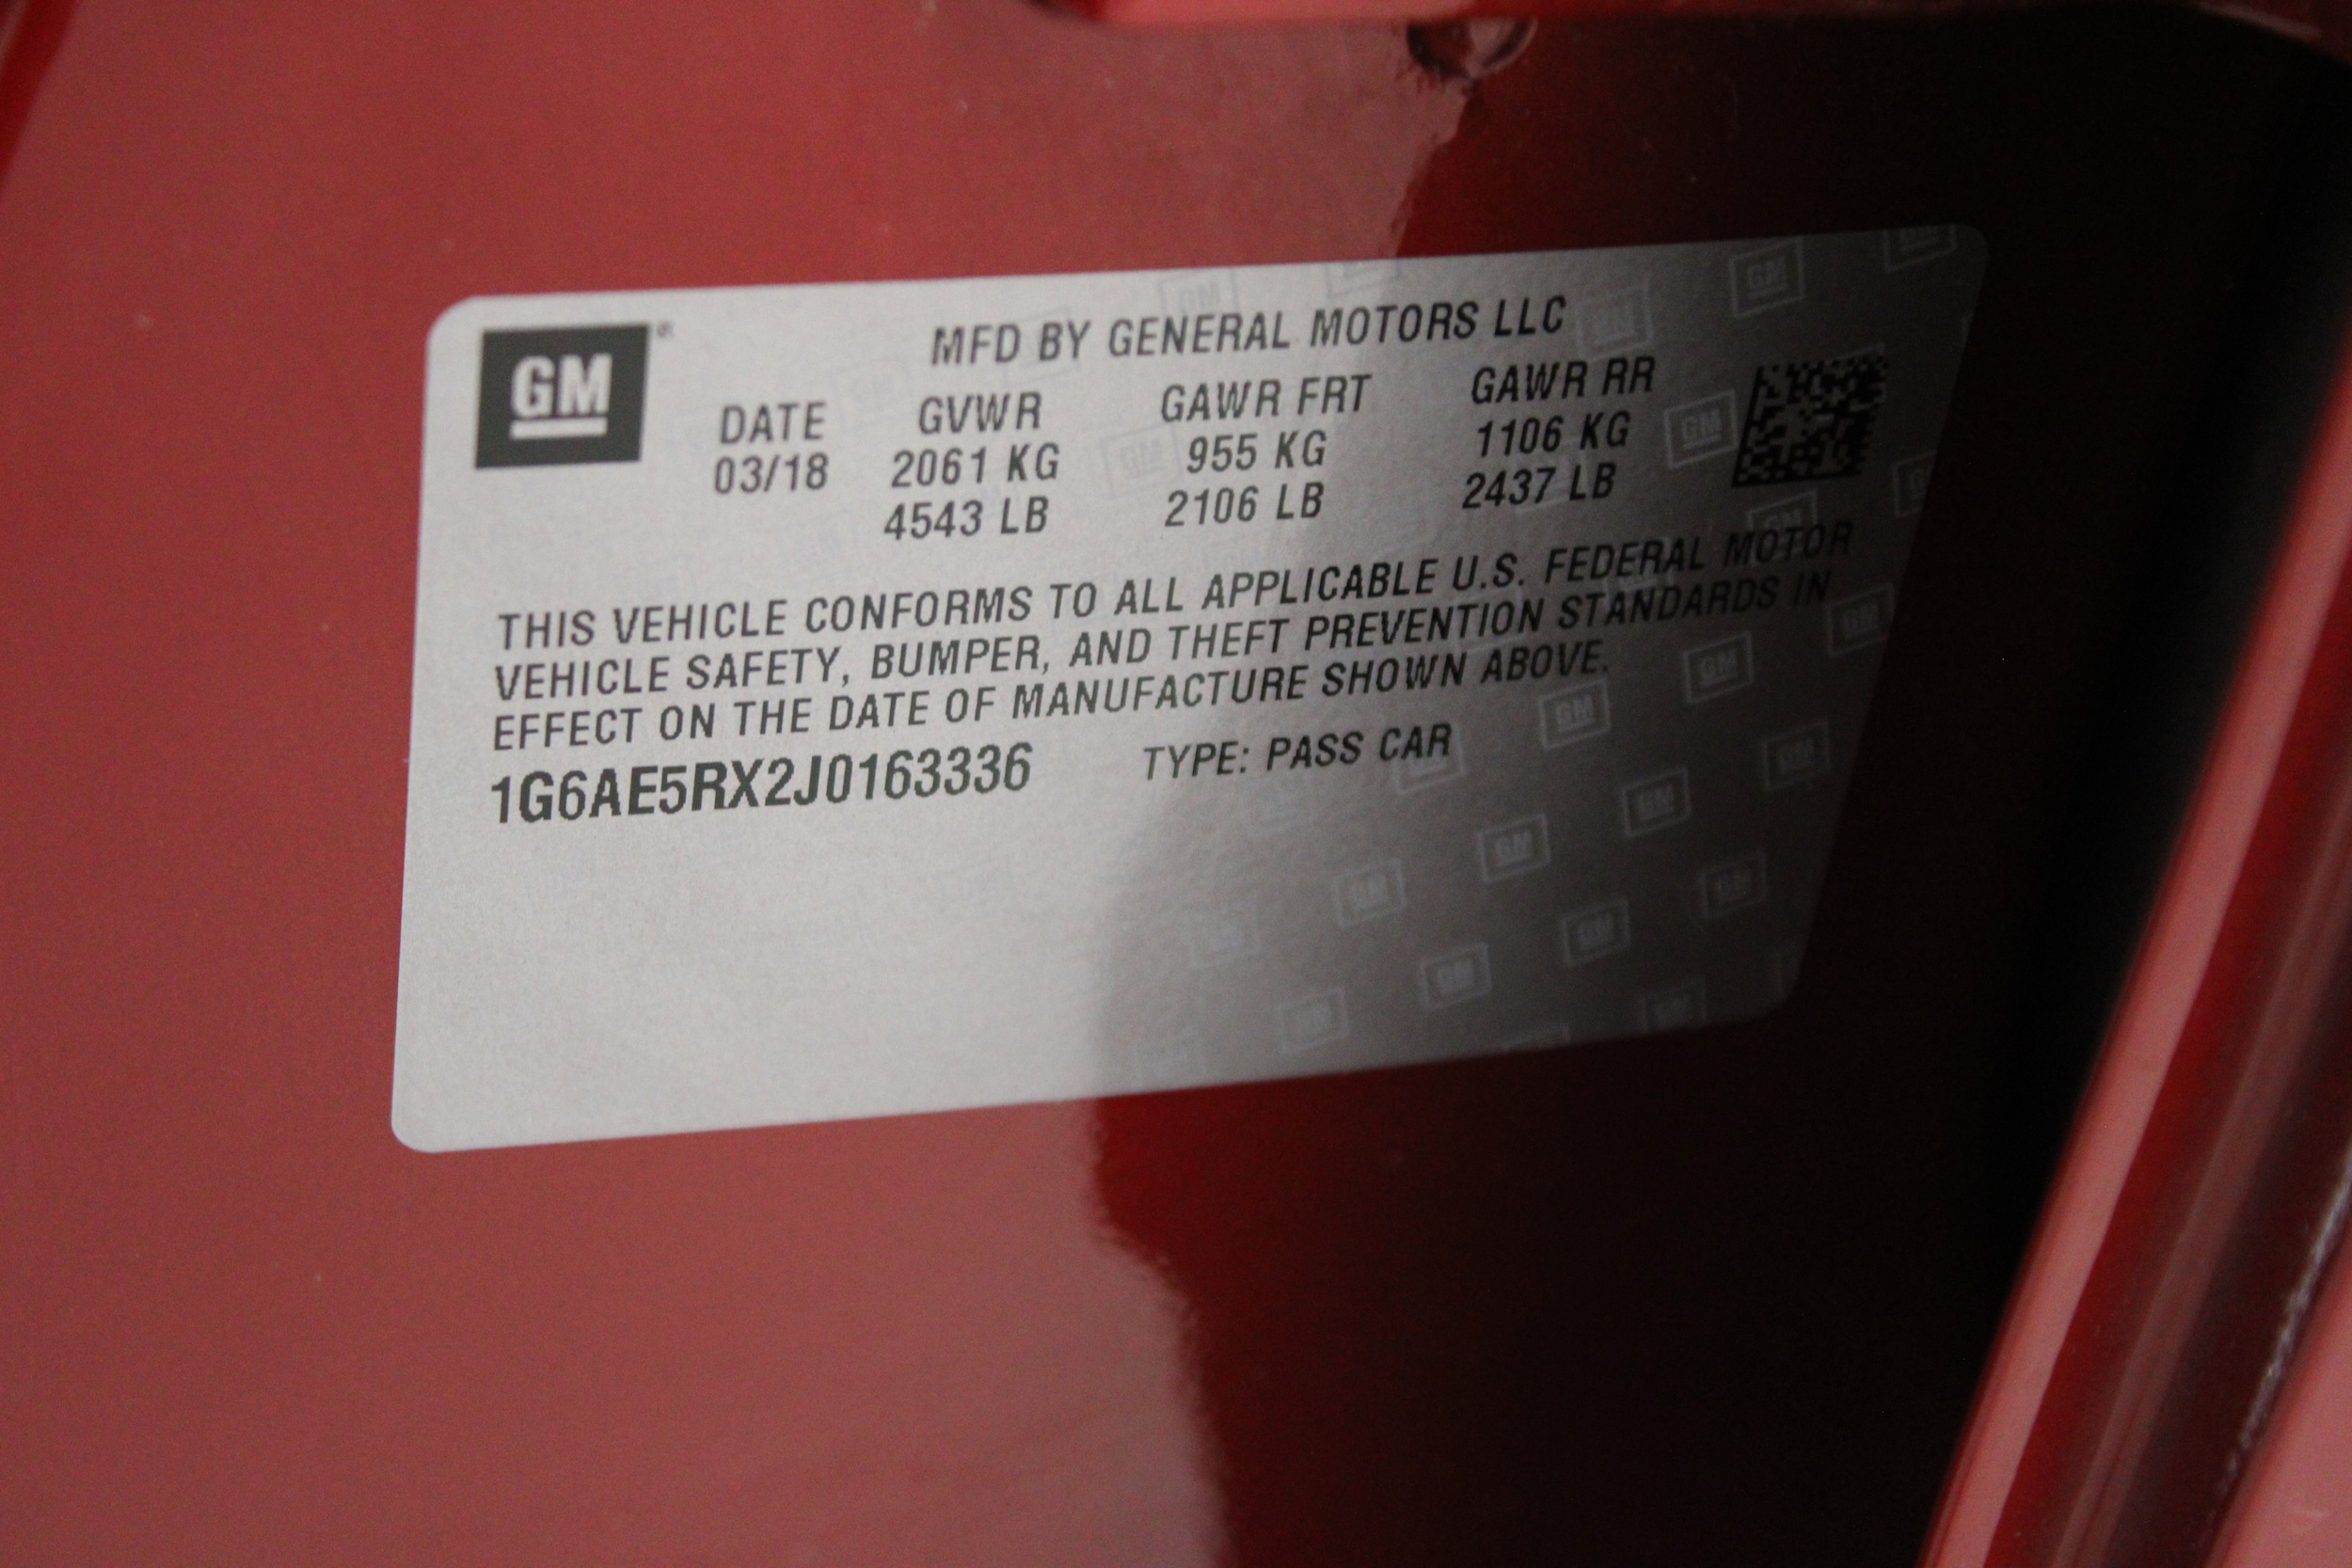 GM ®
MFD BY GENERAL MOTORS LLC
DATE GVWR GAWR FRT GAWR RR
03/18 2061 KG 955 KG 1106 KG
4543 LB 2106 LB 2437 LB
THIS VEHICLE CONFORMS TO ALL APPLICABLE U.S. FEDERAL MOTOR
VEHICLE SAFETY, BUMPER, AND THEFT PREVENTION STANDARDS IN
EFFECT ON THE DATE OF MANUFACTURE SHOWN ABOVE.
1G6AE5RX2J0163336 TYPE: PASS CAR